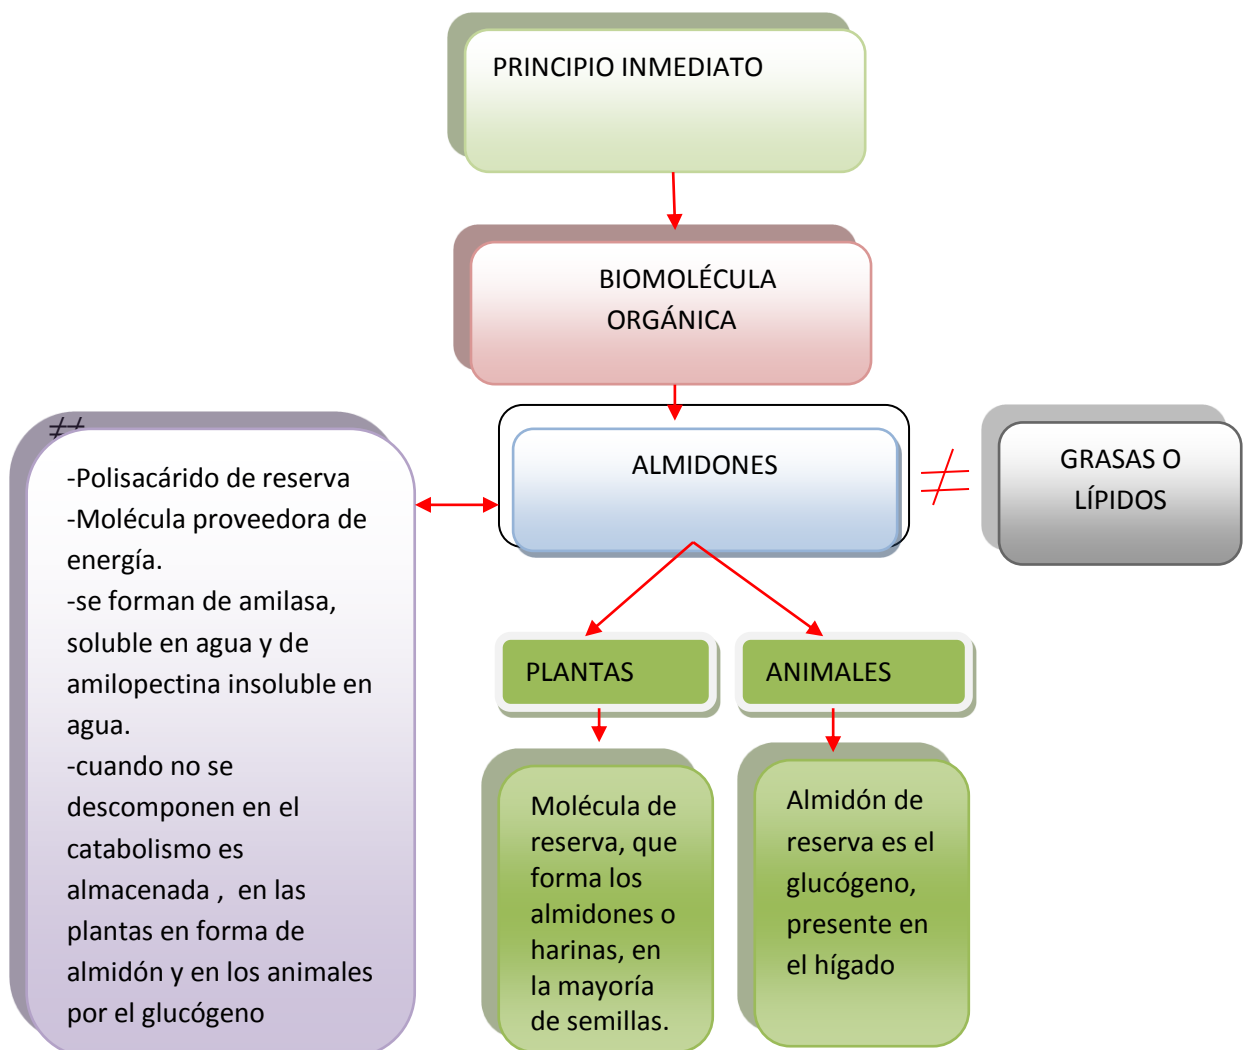 PRINCIPIO INMEDIATO
BIOMOLÉCULA
ORGÁNICA
≠
-Polisacárido de reserva
-Molécula proveedora de
energía.
-se forman de amilasa,
soluble en agua y de
amilopectina insoluble en
agua.
-cuando no se
descomponen en el
catabolismo es
almacenada , en las
plantas en forma de
almidón y en los animales
por el glucógeno
ALMIDONES
≠
GRASAS O
LÍPIDOS
PLANTAS
ANIMALES
Molécula de
reserva, que
forma los
almidones o
harinas, en
la mayoría
de semillas.
Almidón de
reserva es el
glucógeno,
presente en
el hígado